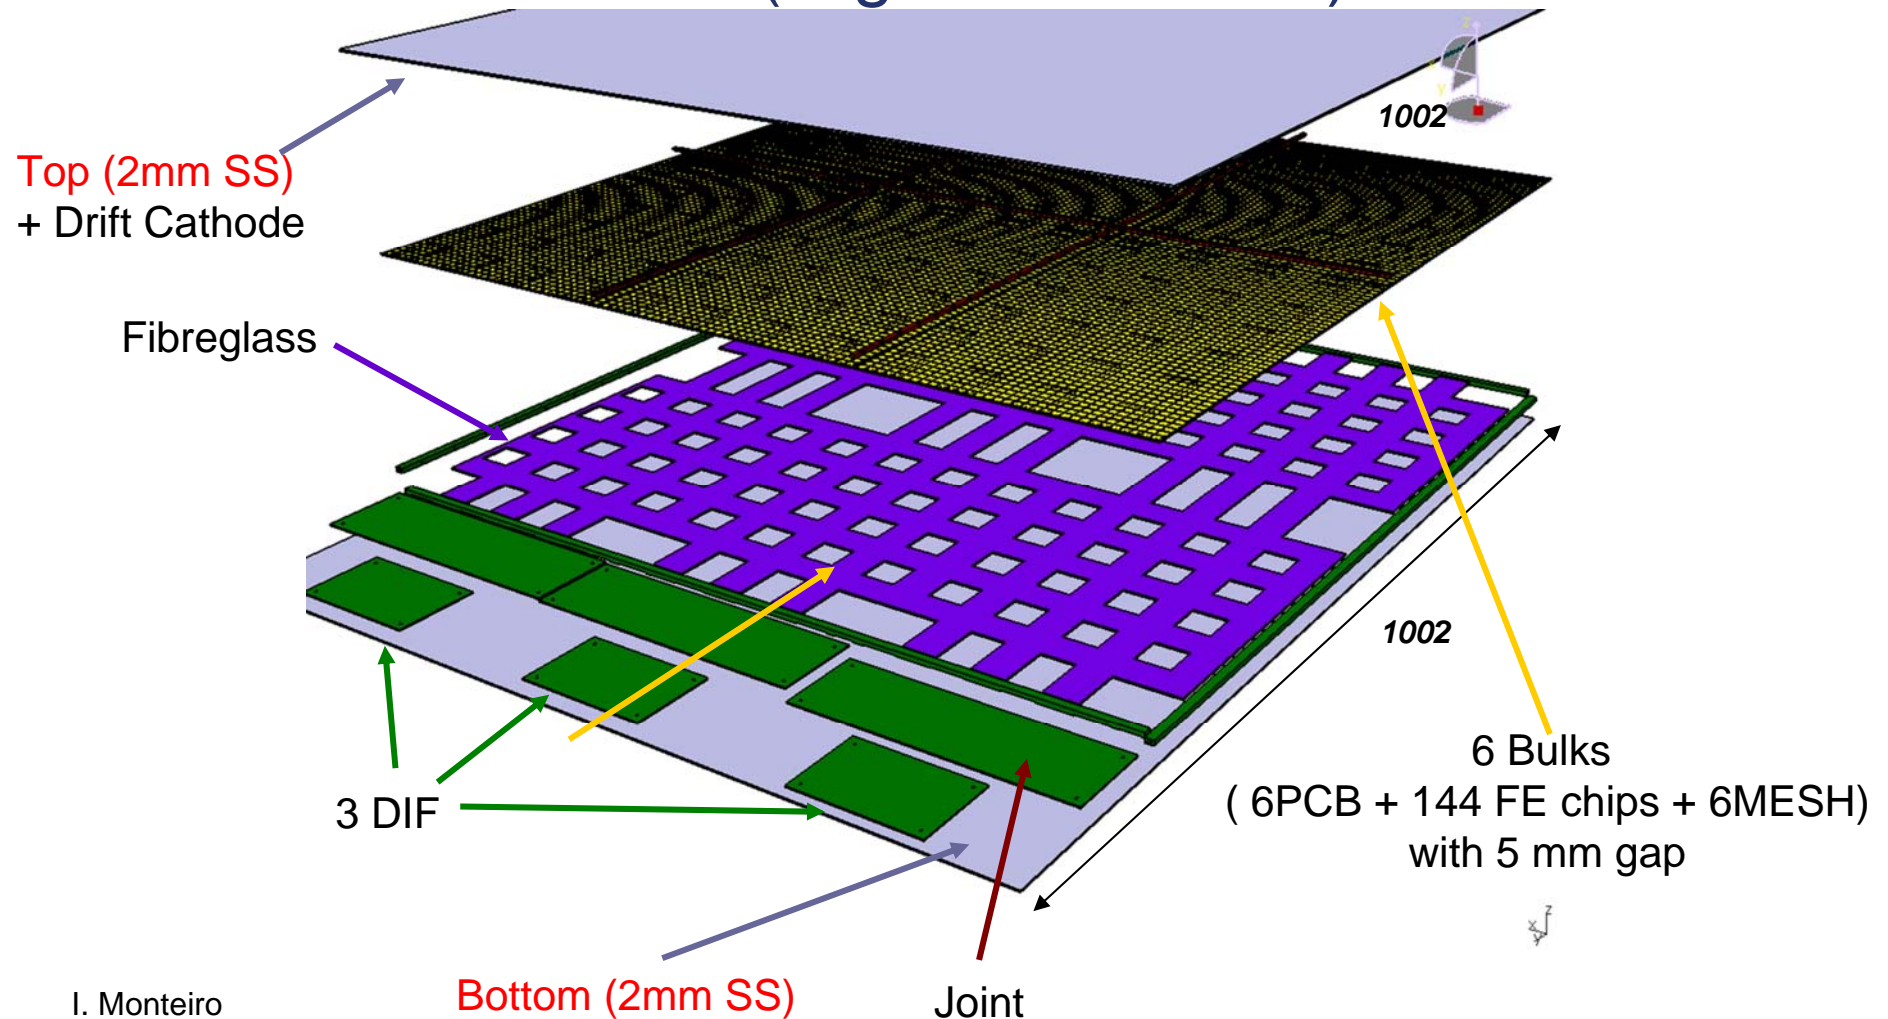 1002
Top (2mm SS)
+ Drift Cathode
Fibreglass
1002
6 Bulks
( 6PCB + 144 FE chips + 6MESH)
with 5 mm gap
3 DIF
Bottom (2mm SS)
Joint
I. Monteiro